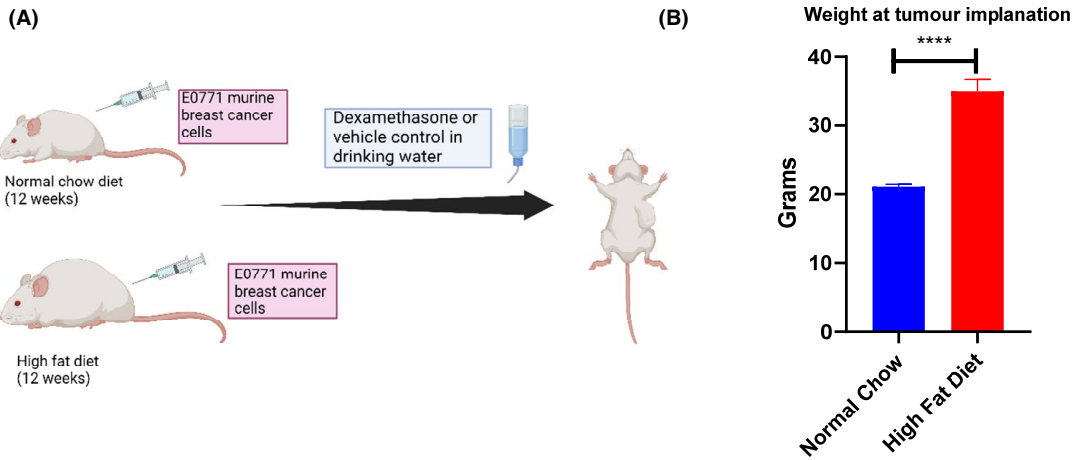 (A)
E0771 murine
breast cancer
cells
Normal chow diet
(12 weeks)
Dexamethasone or
vehicle control in
drinking water
E0771 murine
breast cancer
cells
High fat diet
(12 weeks)
(B)
Weight at tumour implanation
****
40
30
20
10
0
Grams
Normal Chow
High Fat Diet